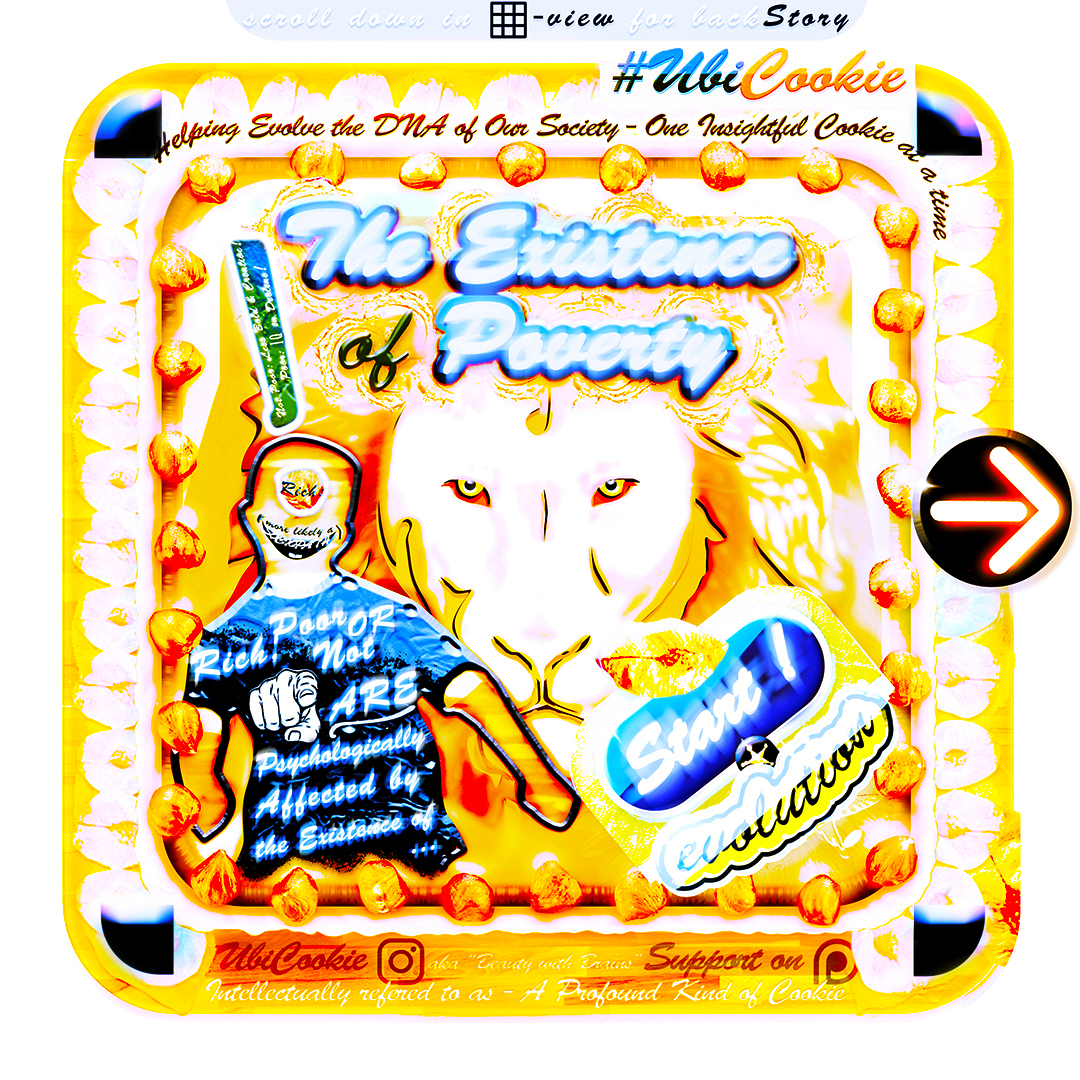 scroll down in -view for backStory
#UbiCookie
Helping Evolve the DNA of Our Society - One Insightful Cookie at a time
The Existence
of Poverty
Rich!
more likely a
Rich! Poor OR
Not
ARE
Psychologically
Affected by
the Existence of
...
Start !
evolution
UbiCookie aka "Beauty with Brains" Support on
Intellectually refered to as - A Profound Kind of Cookie